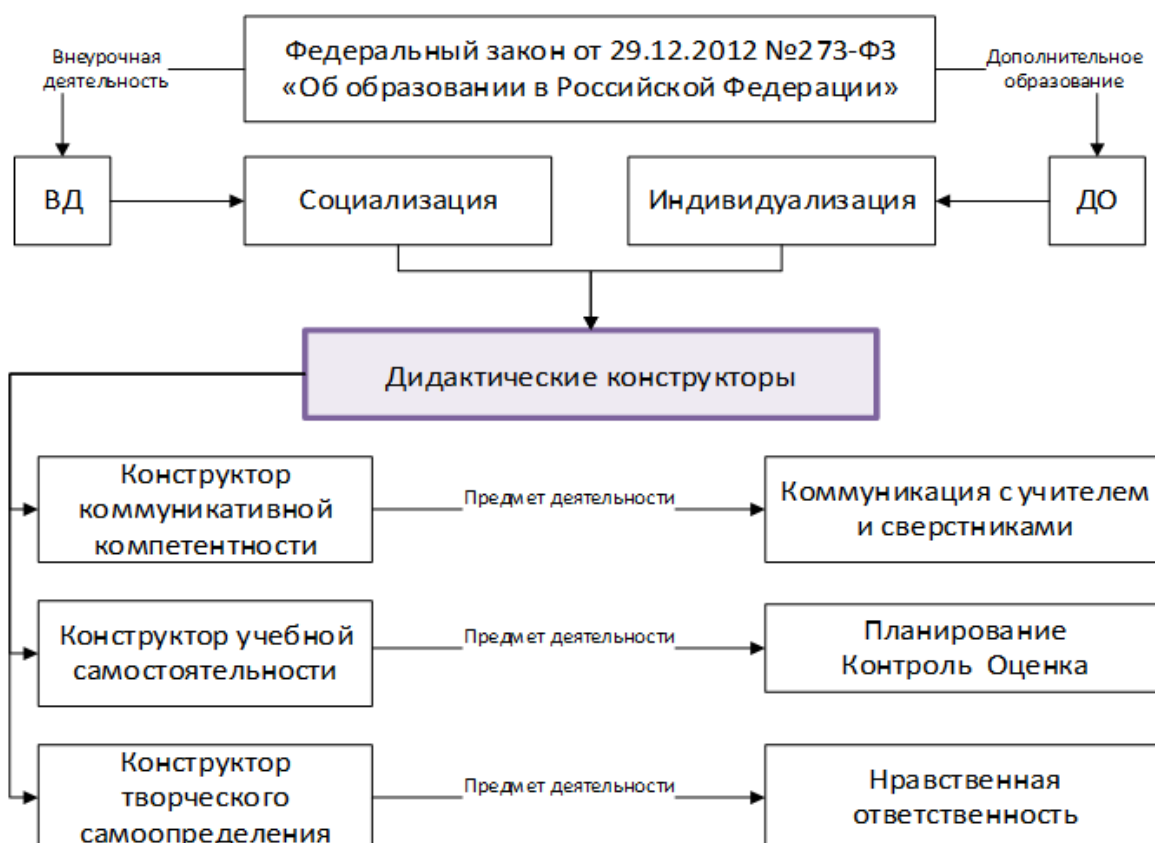 Федеральный закон от 29.12.2012 №273-ФЗ
«Об образовании в Российской Федерации»
Внеурочная
деятельность
Дополнительное
образование
ВД
Социализация
Индивидуализация
ДО
Дидактические конструкторы
Конструктор
коммуникативной
компетентности
Предмет деятельности
Коммуникация с учителем
и сверстниками
Конструктор учебной
самостоятельности
Предмет деятельности
Планирование
Контроль Оценка
Конструктор
творческого
самоопределения
Предмет деятельности
Нравственная
ответственность